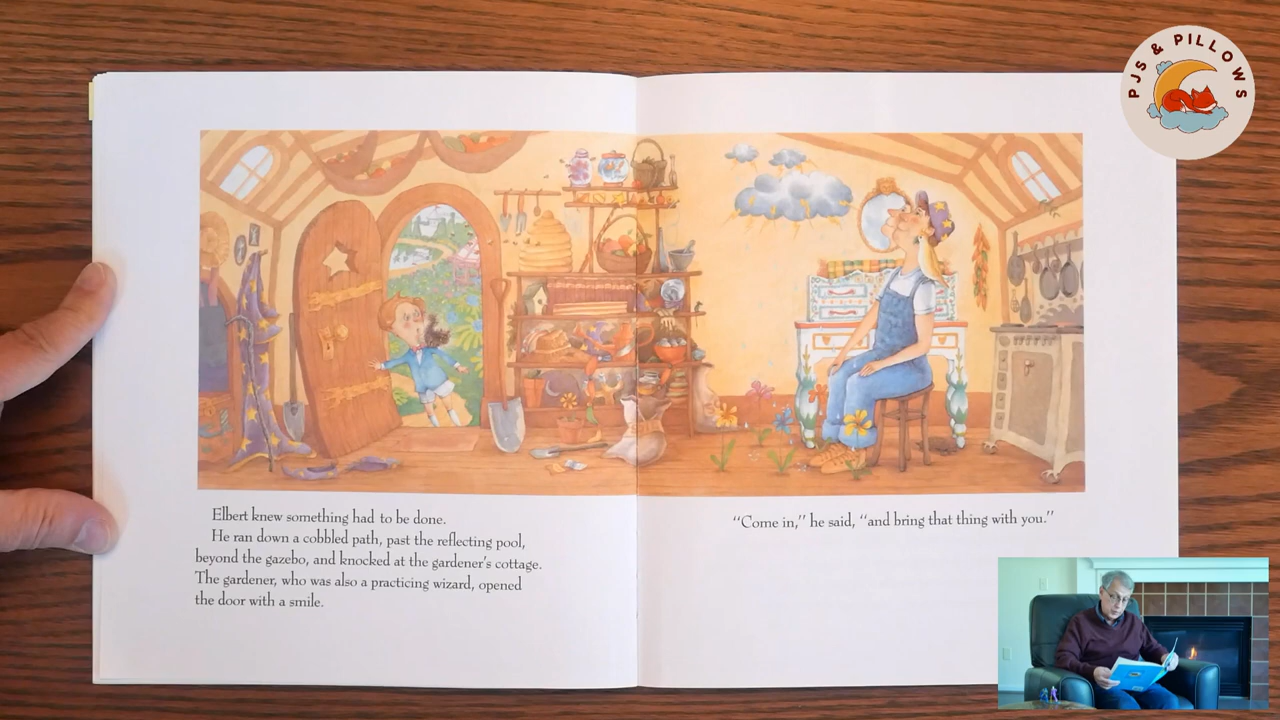 PJS & PILLOWS
Elbert knew something had to be done.
He ran down a cobbled path, past the reflecting pool,
beyond the gazebo, and knocked at the gardener's cottage.
The gardener, who was also a practicing wizard, opened
the door with a smile.
“Come in,” he said, “and bring that thing with you.”